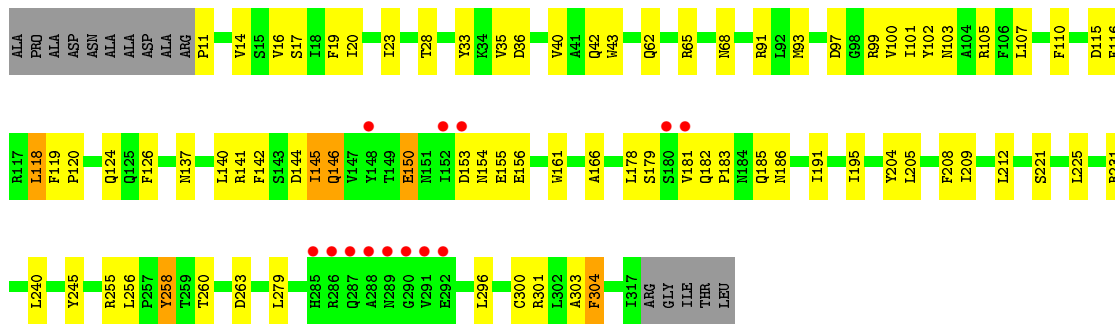 ALA PRO ALA ASP ASN ALA ALA ASP ALA ARG P11 V14 S15 V16 S17 I18 F19 I20 I23 T28 Y33 K34 V35 D36 V40 A41 Q42 W43 Q62 R65 N68 R91 L92 M93 D97 G98 R99 V100 I101 Y102 N103 A104 R105 F106 L107 F110 D115 E116
R117 L118 F119 P120 Q124 Q125 F126 N137 L140 R141 F142 S143 D144 I145 Q146 V147 Y148 T149 E150 N151 I152 D153 N154 E155 E156 W161 A166 L178 S179 S180 V181 Q182 P183 N184 Q185 N186 I191 I195 Y204 L205 F208 I209 L212 S221 L225 R231
L240 Y245 R255 L256 P257 Y258 T259 T260 D263 L279 H285 R286 Q287 A288 N289 G290 V291 E292 L296 C300 R301 L302 A303 F304 I317 ARG GLY ILE THR LEU